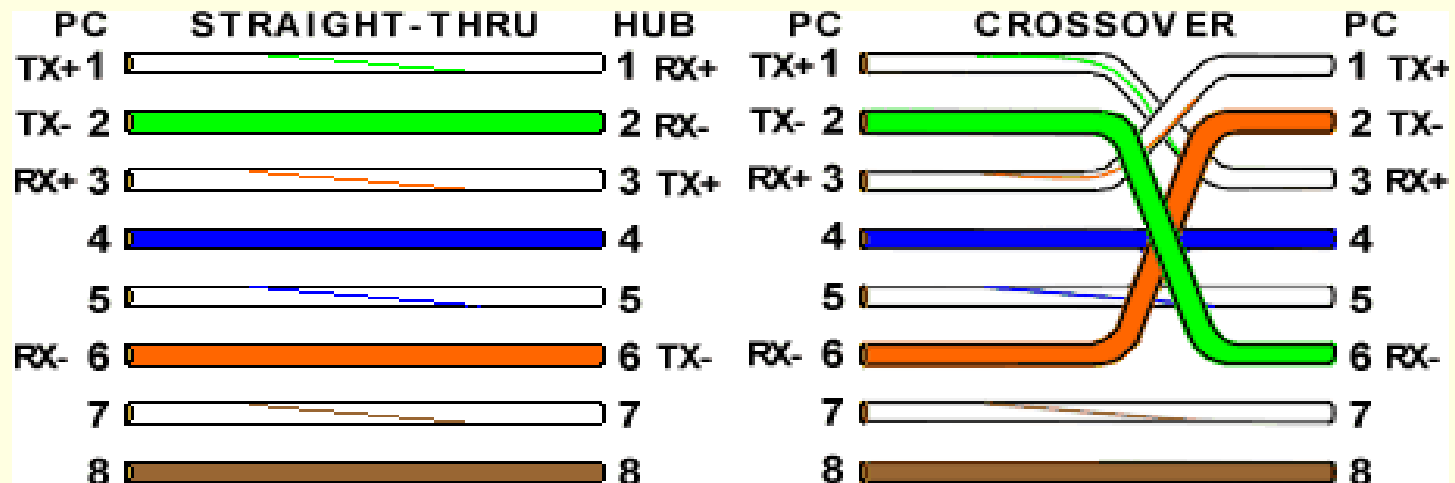 PC STRAIGHT-THRU HUB PC CROSSOVER PC
TX+ 1 1 RX+ TX+ 1 1 TX+
TX- 2 2 RX- TX- 2 2 TX-
RX+ 3 3 TX+ RX+ 3 3 RX+
4 4 4 4
5 5 5 5
RX- 6 6 TX- RX- 6 6 RX-
7 7 7 7
8 8 8 8